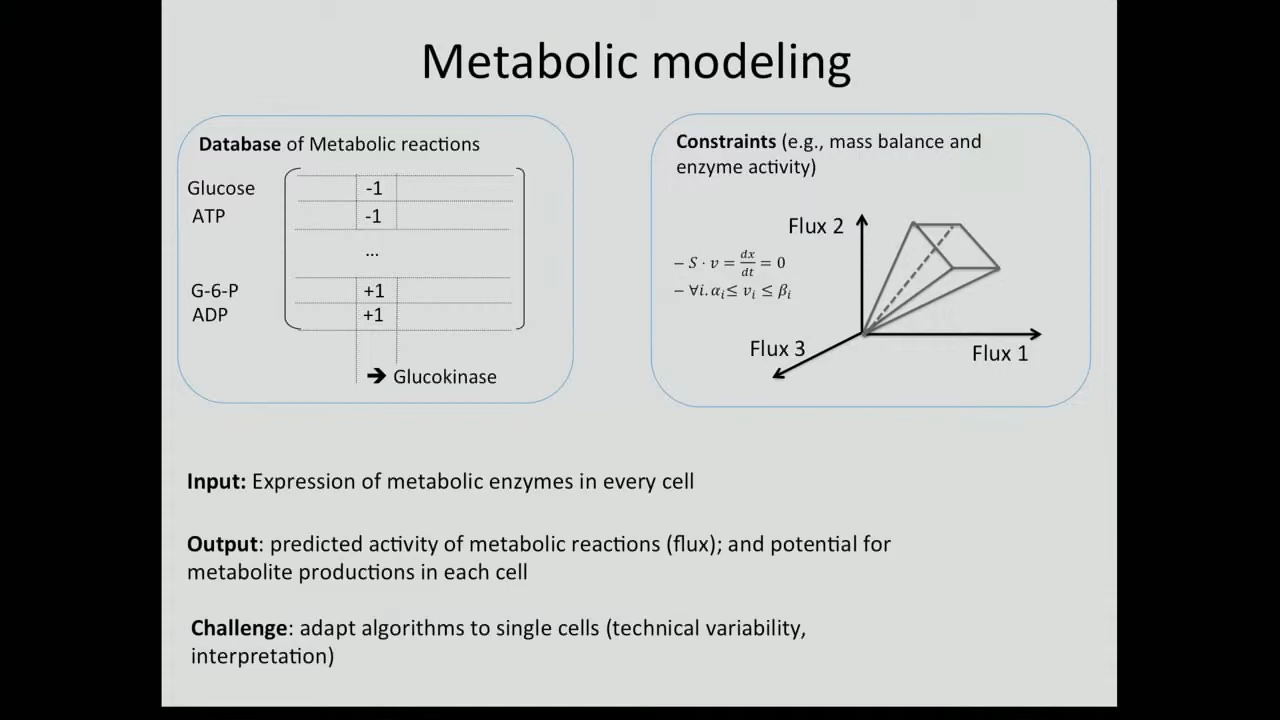 Metabolic modeling
Database of Metabolic reactions
Glucose -1
ATP -1
...
G-6-P +1
ADP +1
➔ Glucokinase
Constraints (e.g., mass balance and
enzyme activity)
Flux 2
− S · v = dx/dt = 0
− ∀i. αi ≤ vi ≤ βi
Flux 3
Flux 1
Input: Expression of metabolic enzymes in every cell
Output: predicted activity of metabolic reactions (flux); and potential for
metabolite productions in each cell
Challenge: adapt algorithms to single cells (technical variability,
interpretation)